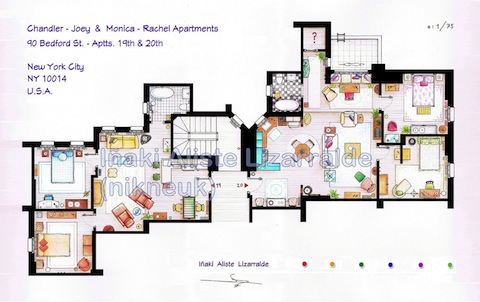 Chandler - Joey & Monica - Rachel Apartments
90 Bedford St. - Aptts. 19th & 20th
New York City
NY 10014
U.S.A.
Iñaki Aliste Lizarralde
(nikneuk)
19
20
Iñaki Aliste Lizarralde